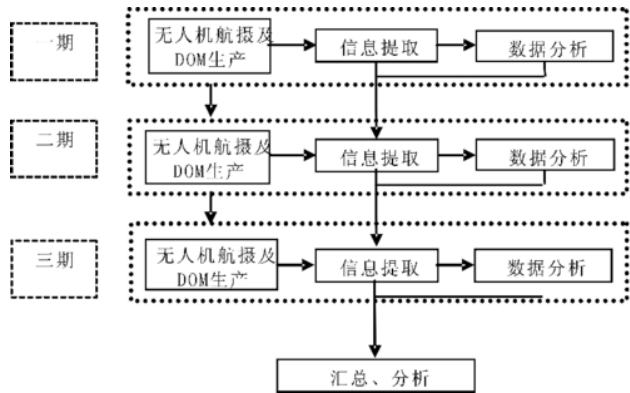 一期
无人机航摄及
DOM生产
信息提取
数据分析
二期
无人机航摄及
DOM生产
信息提取
数据分析
三期
无人机航摄及
DOM生产
信息提取
数据分析
汇总、分析